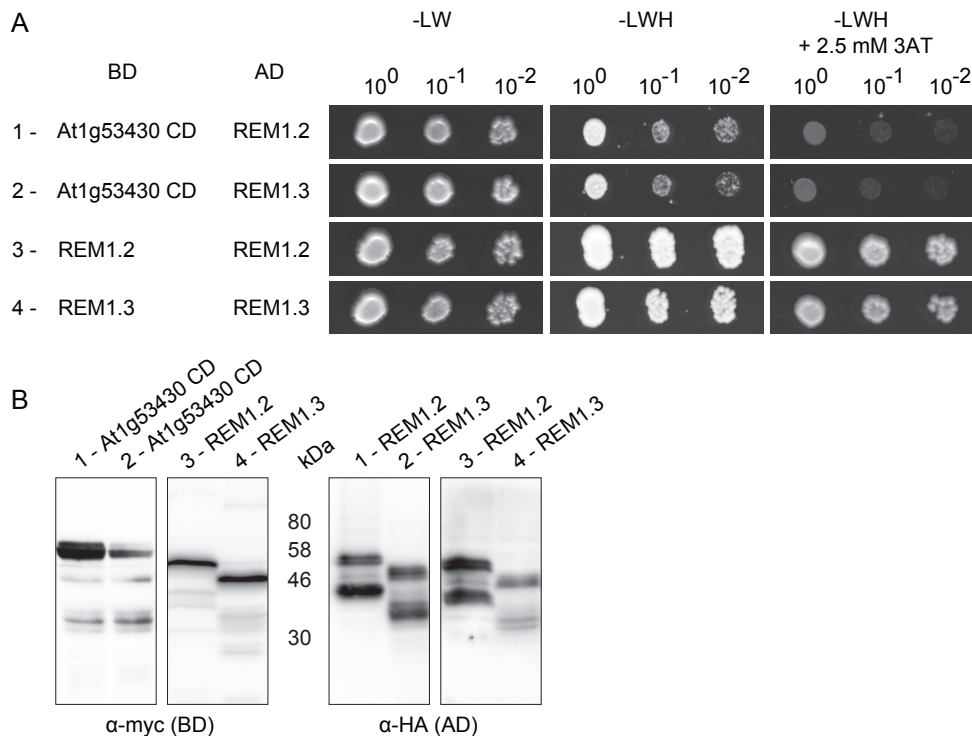 A
-LW -LWH -LWH
+ 2.5 mM 3AT
BD AD 10^0 10^-1 10^-2 10^0 10^-1 10^-2 10^0 10^-1 10^-2
1 - At1g53430 CD REM1.2
2 - At1g53430 CD REM1.3
3 - REM1.2 REM1.2
4 - REM1.3 REM1.3
B
1 - At1g53430 CD
2 - At1g53430 CD
3 - REM1.2
4 - REM1.3
kDa
1 - REM1.2
2 - REM1.3
3 - REM1.2
4 - REM1.3
80
58
46
30
α-myc (BD) α-HA (AD)